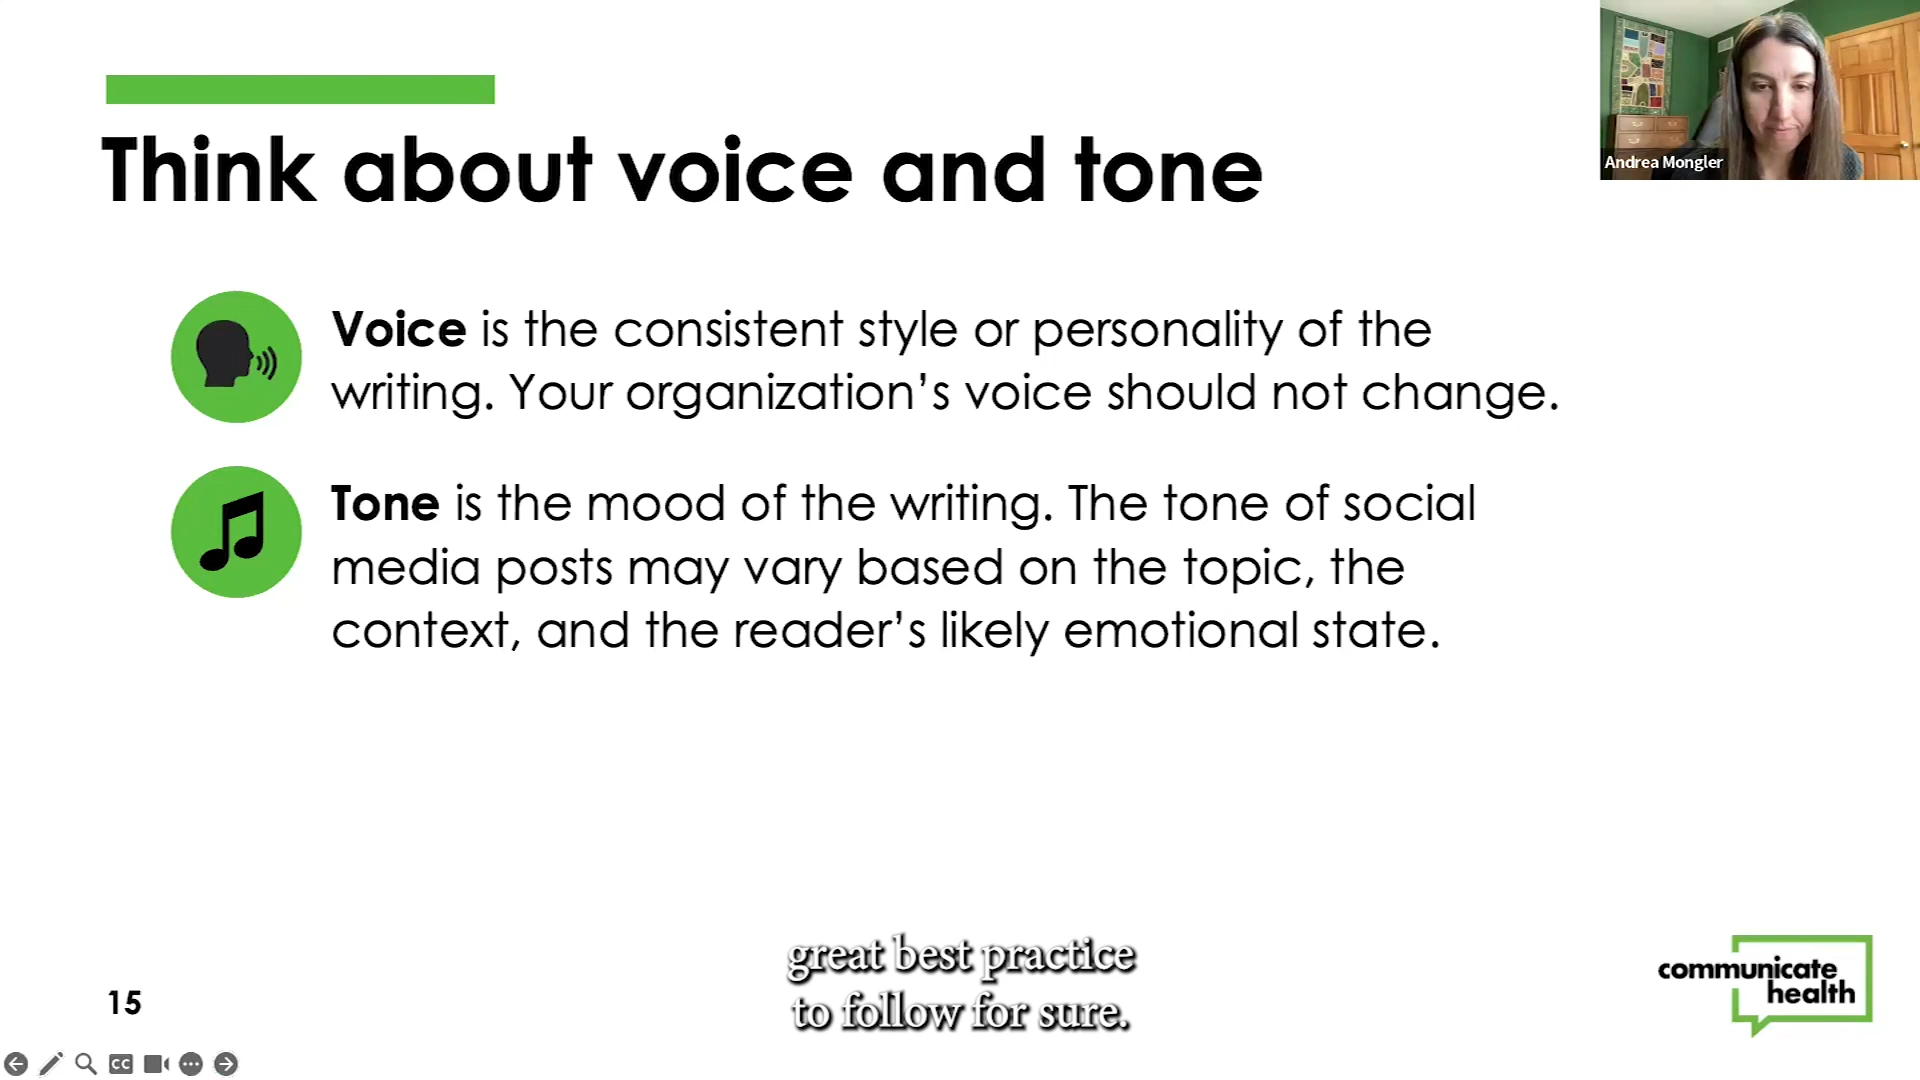 Think about voice and tone
Andrea Mongler
Voice is the consistent style or personality of the
writing. Your organization’s voice should not change.
Tone is the mood of the writing. The tone of social
media posts may vary based on the topic, the
context, and the reader’s likely emotional state.
great best practice
to follow for sure.
communicate
health
15
CC